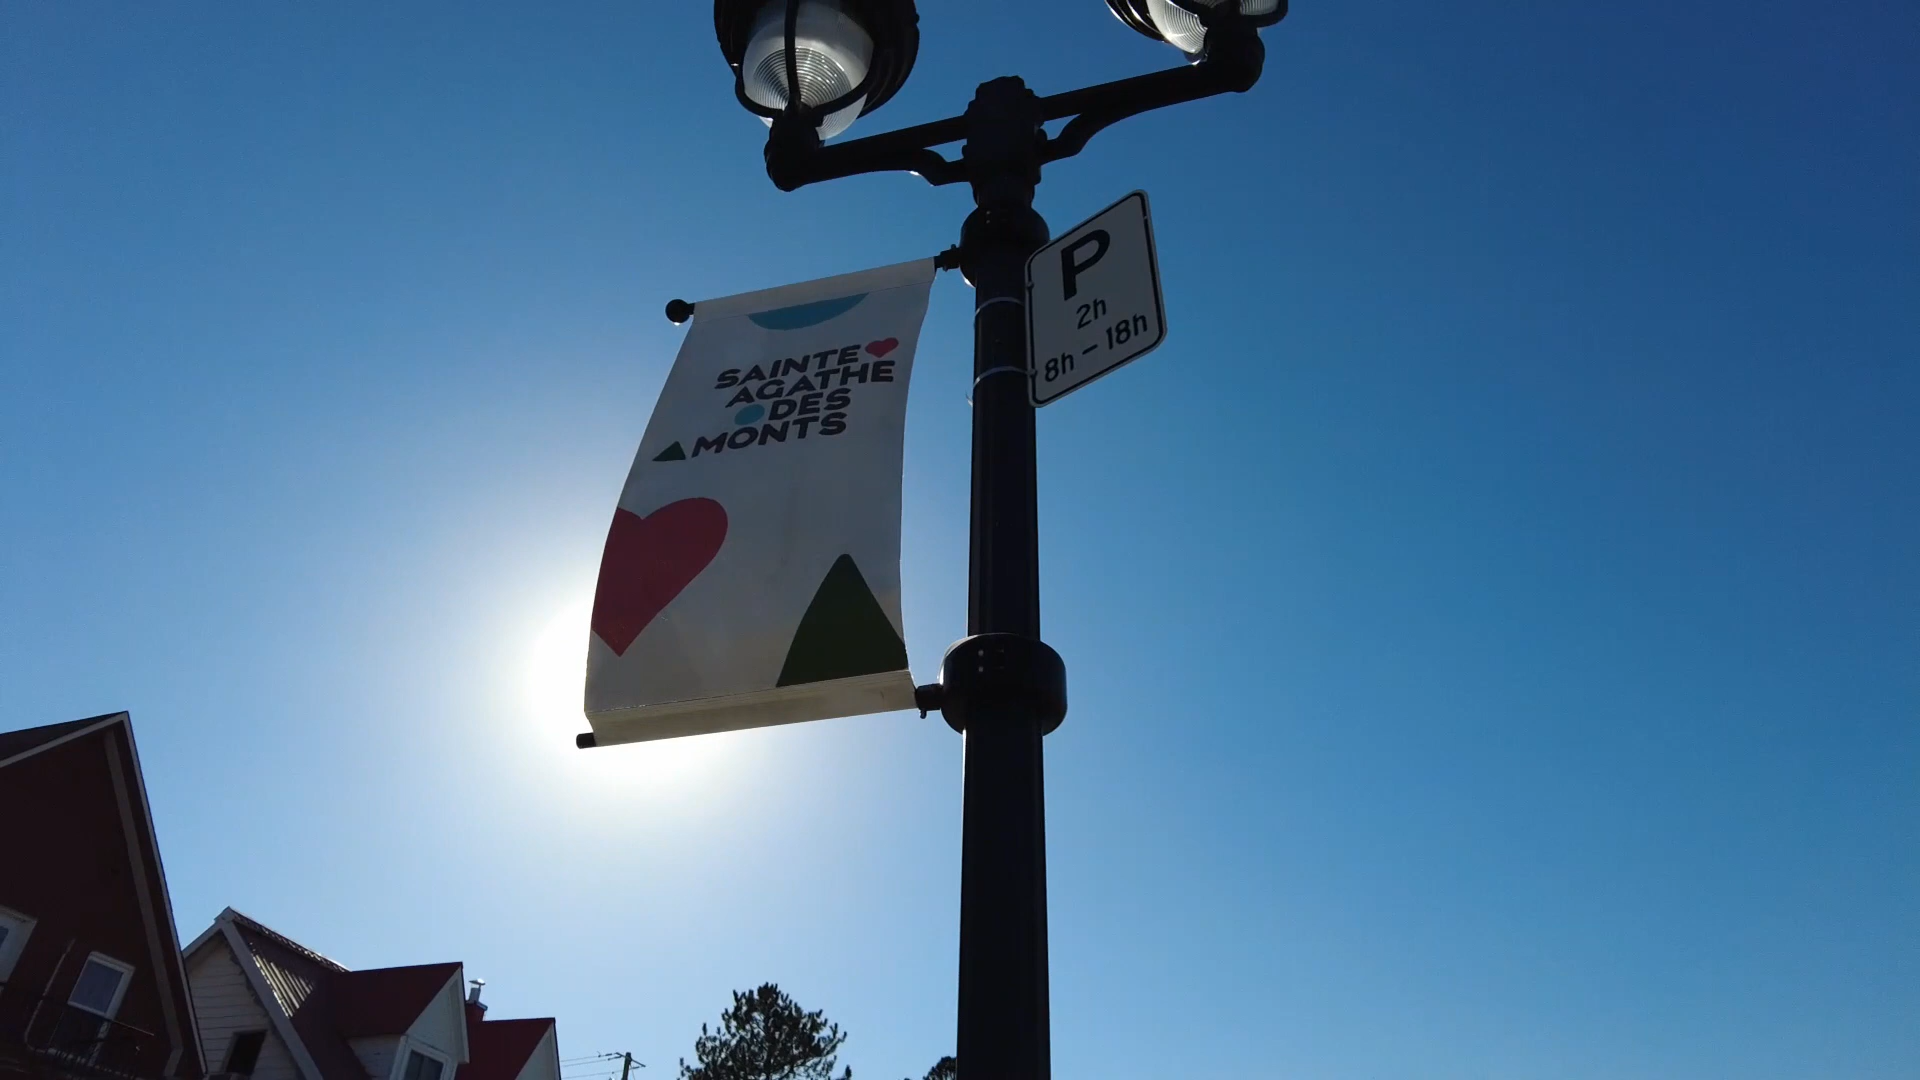 SAINTE
AGATHE
DES
MONTS
P
2h
8h – 18h